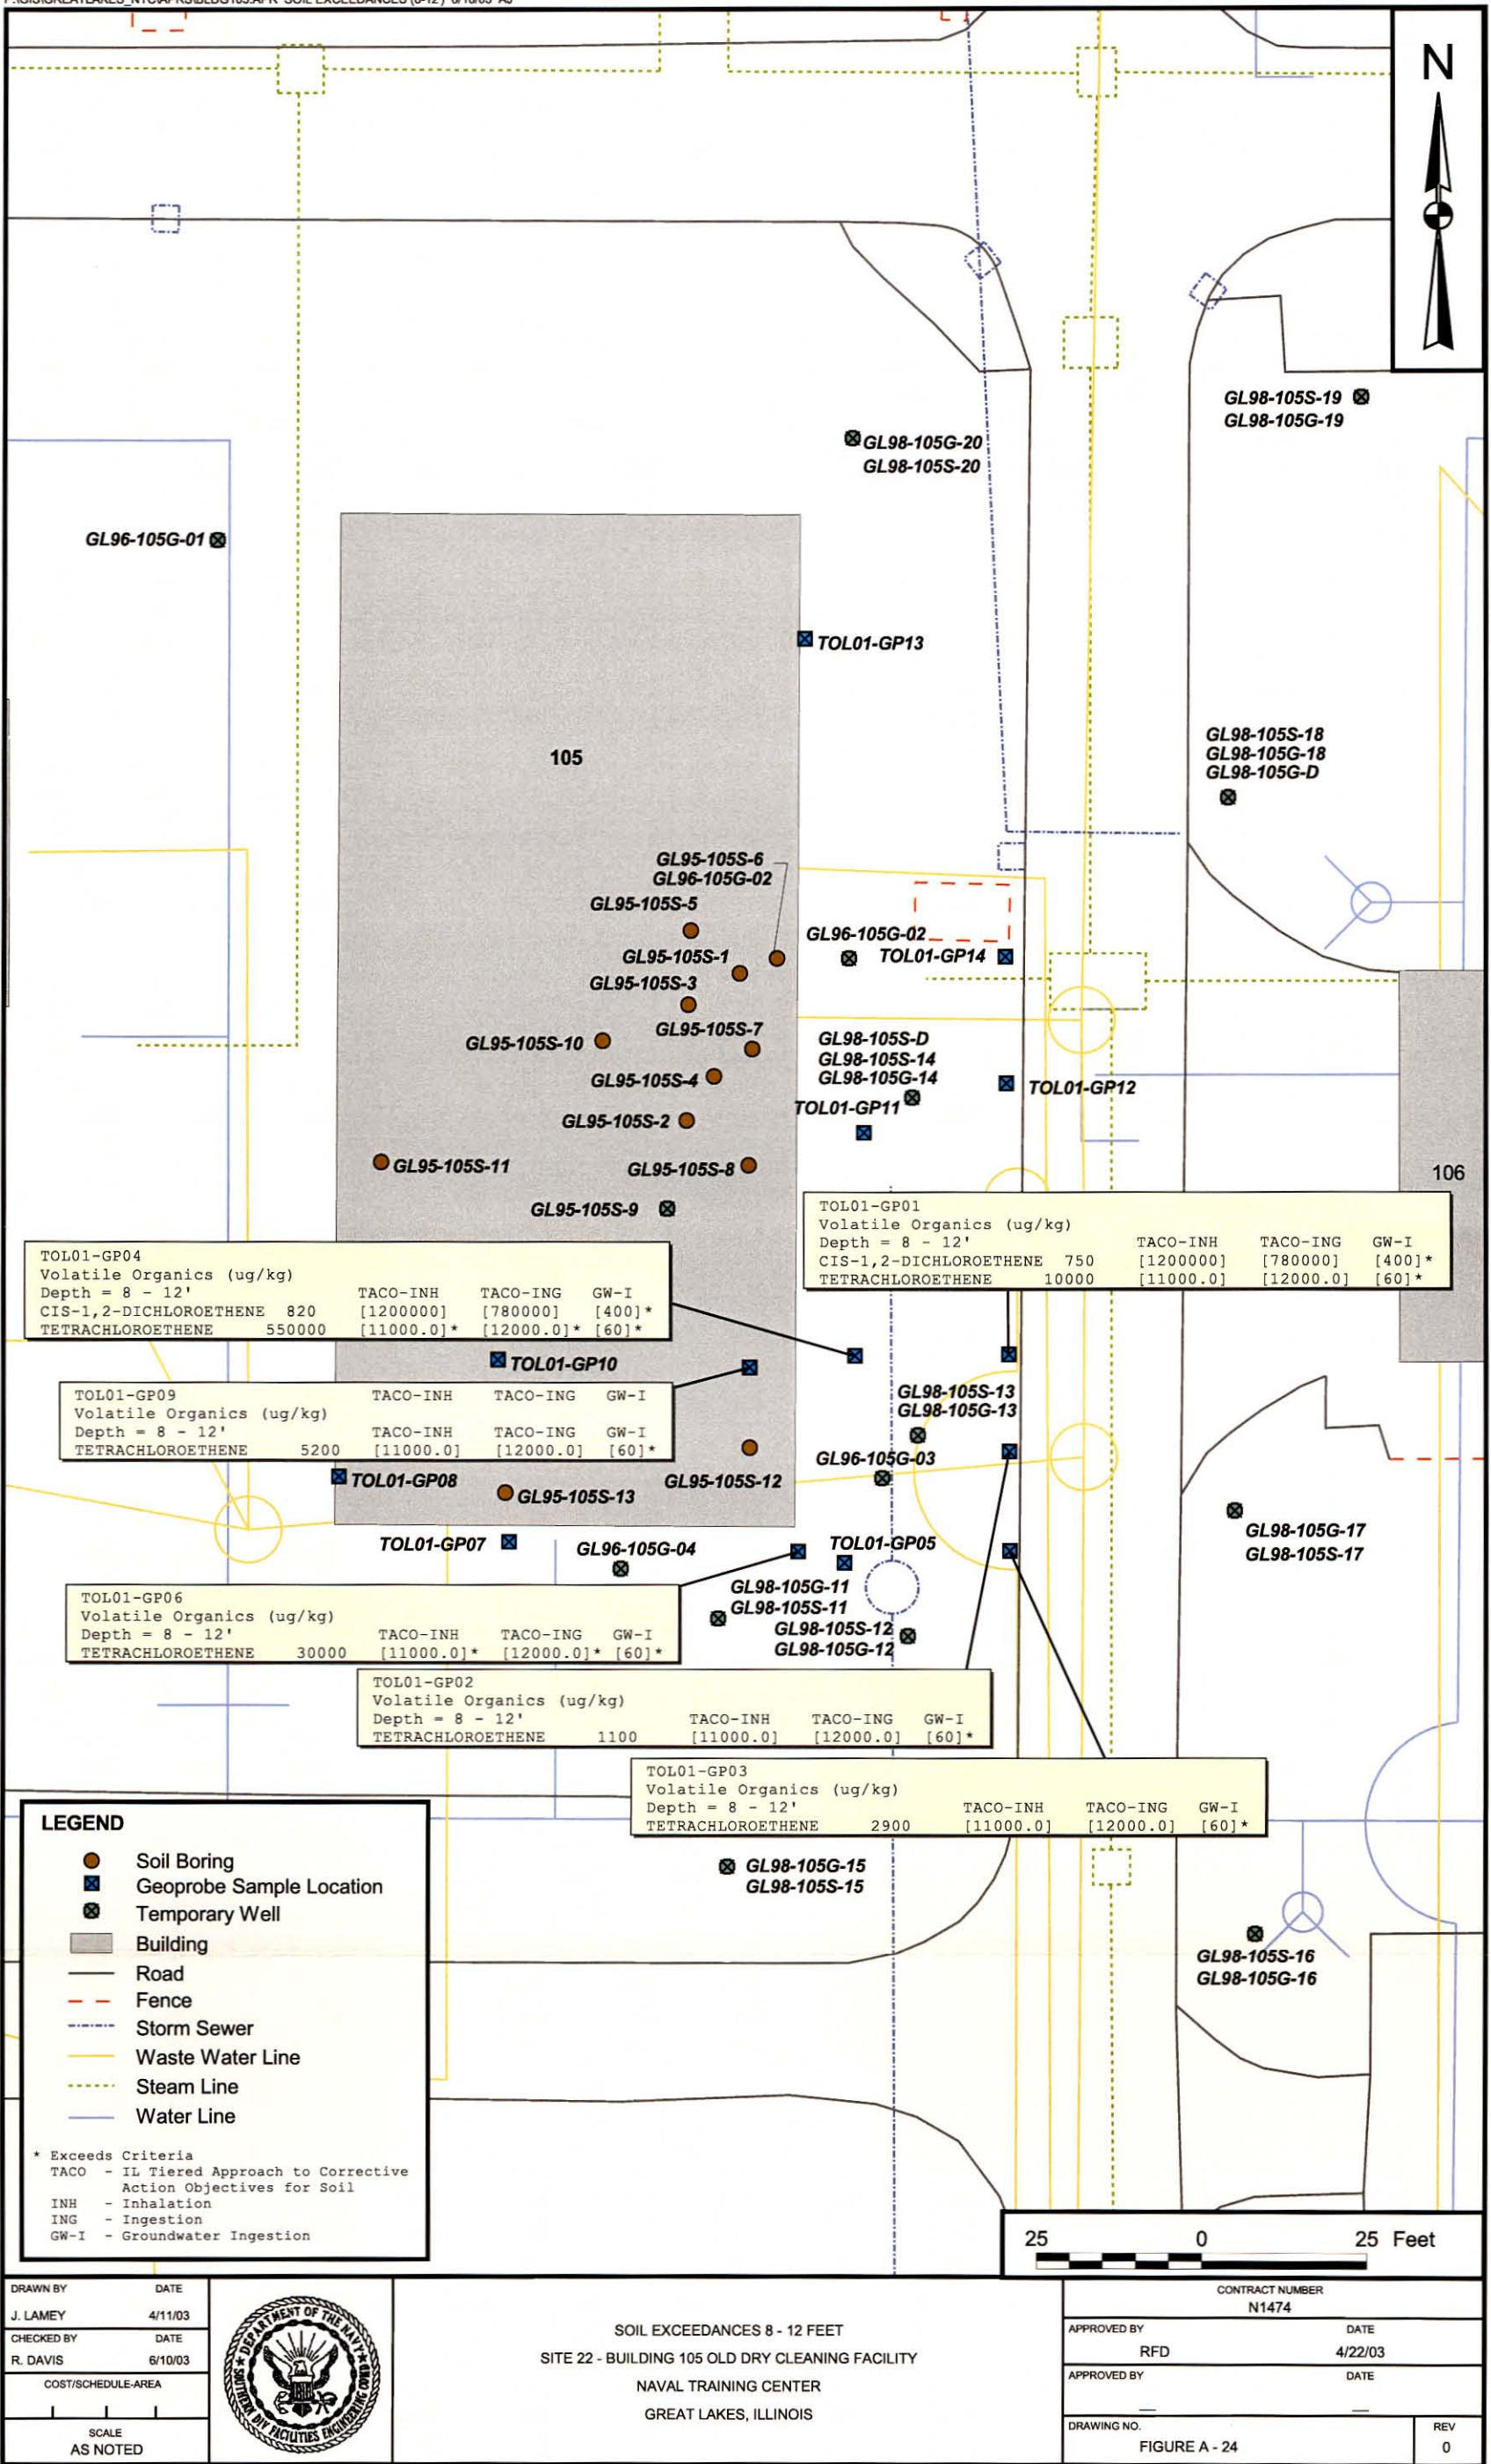 N
GL98-105S-19
GL98-105G-19
GL98-105G-20
GL98-105S-20
GL96-105G-01
TOL01-GP13
105
GL98-105S-18
GL98-105G-18
GL98-105G-D
GL95-105S-6
GL96-105G-02
GL95-105S-5
GL96-105G-02
GL95-105S-1
TOL01-GP14
GL95-105S-3
GL95-105S-7
GL95-105S-10
GL98-105S-D
GL98-105S-14
GL98-105G-14
GL95-105S-4
TOL01-GP12
TOL01-GP11
GL95-105S-2
GL95-105S-11
GL95-105S-8
106
GL95-105S-9
TOL01-GP01
Volatile Organics (ug/kg)
Depth = 8 - 12' TACO-INH TACO-ING GW-I
CIS-1,2-DICHLOROETHENE 750 [1200000] [780000] [400]*
TETRACHLOROETHENE 10000 [11000.0] [12000.0] [60]*
TOL01-GP04
Volatile Organics (ug/kg)
Depth = 8 - 12' TACO-INH TACO-ING GW-I
CIS-1,2-DICHLOROETHENE 820 [1200000] [780000] [400]*
TETRACHLOROETHENE 550000 [11000.0]* [12000.0]* [60]*
TOL01-GP10
TOL01-GP09 TACO-INH TACO-ING GW-I
Volatile Organics (ug/kg)
Depth = 8 - 12' TACO-INH TACO-ING GW-I
TETRACHLOROETHENE 5200 [11000.0] [12000.0] [60]*
GL98-105S-13
GL98-105G-13
GL96-105G-03
TOL01-GP08
GL95-105S-12
GL95-105S-13
GL98-105G-17
GL98-105S-17
TOL01-GP07
GL96-105G-04
TOL01-GP05
GL98-105G-11
GL98-105S-11
GL98-105S-12
GL98-105G-12
TOL01-GP06
Volatile Organics (ug/kg)
Depth = 8 - 12' TACO-INH TACO-ING GW-I
TETRACHLOROETHENE 30000 [11000.0]* [12000.0]* [60]*
TOL01-GP02
Volatile Organics (ug/kg)
Depth = 8 - 12' TACO-INH TACO-ING GW-I
TETRACHLOROETHENE 1100 [11000.0] [12000.0] [60]*
TOL01-GP03
Volatile Organics (ug/kg)
Depth = 8 - 12' TACO-INH TACO-ING GW-I
TETRACHLOROETHENE 2900 [11000.0] [12000.0] [60]*
GL98-105G-15
GL98-105S-15
GL98-105S-16
GL98-105G-16
LEGEND
Soil Boring
Geoprobe Sample Location
Temporary Well
Building
Road
Fence
Storm Sewer
Waste Water Line
Steam Line
Water Line
* Exceeds Criteria
TACO - IL Tiered Approach to Corrective
Action Objectives for Soil
INH - Inhalation
ING - Ingestion
GW-I - Groundwater Ingestion
25 0 25 Feet
DRAWN BY DATE
J. LAMEY 4/11/03
CHECKED BY DATE
R. DAVIS 6/10/03
COST/SCHEDULE-AREA
SCALE
AS NOTED
DEPARTMENT OF THE NAVY
SOUTHERN DIV FACILITIES ENGINEERING COMD
SOIL EXCEEDANCES 8 - 12 FEET
SITE 22 - BUILDING 105 OLD DRY CLEANING FACILITY
NAVAL TRAINING CENTER
GREAT LAKES, ILLINOIS
CONTRACT NUMBER
N1474
APPROVED BY DATE
RFD 4/22/03
APPROVED BY DATE
— —
DRAWING NO. REV
FIGURE A - 24 0